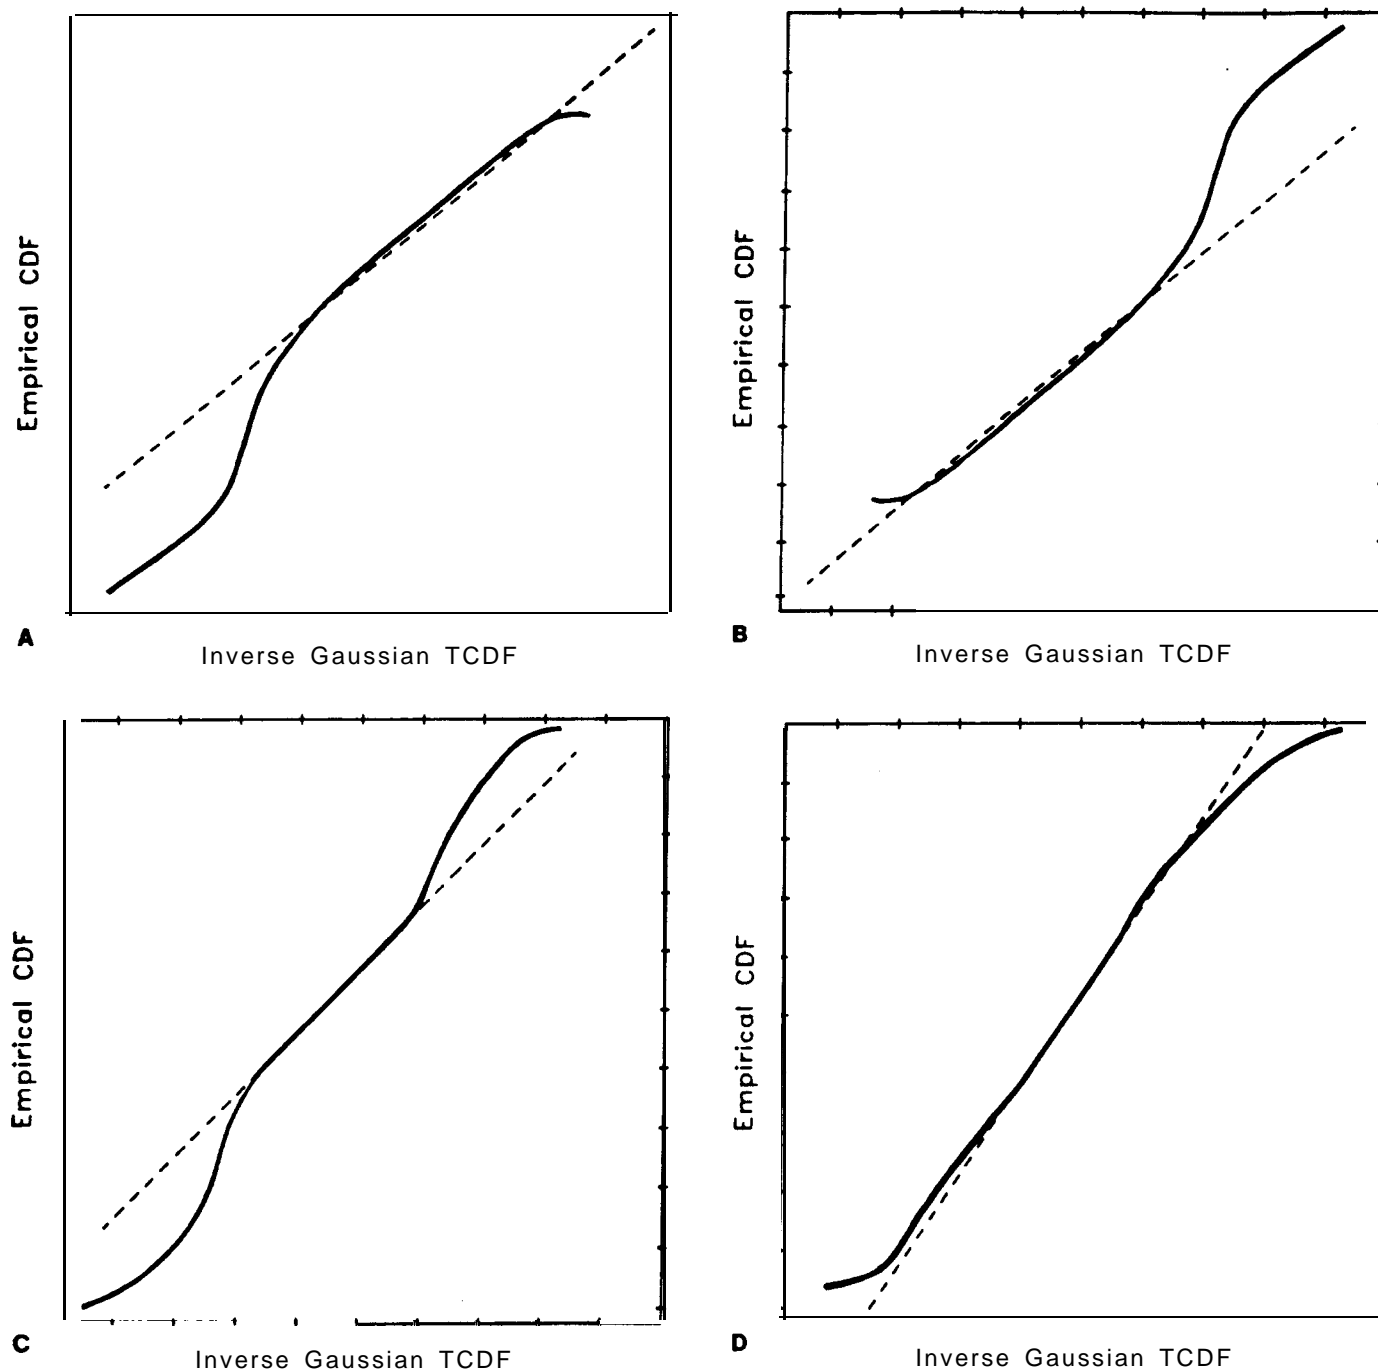 Empirical CDF
A
Inverse Gaussian TCDF
Empirical CDF
B
Inverse Gaussian TCDF
Empirical CDF
C
Inverse Gaussian TCDF
Empirical CDF
D
Inverse Gaussian TCDF